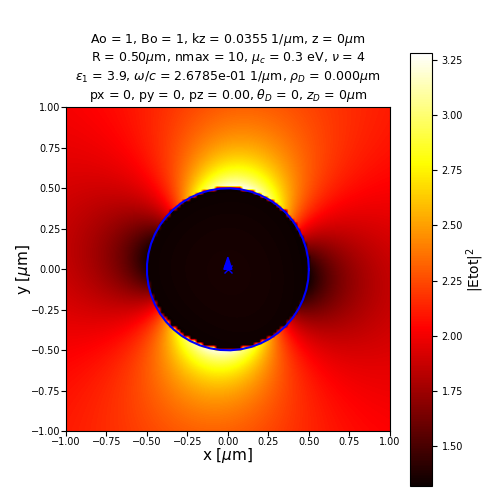 Ao = 1, Bo = 1, kz = 0.0355 1/μm, z = 0μm
R = 0.50μm, nmax = 10, μc = 0.3 eV, ν = 4
ε1 = 3.9, ω/c = 2.6785e-01 1/μm, ρD = 0.000μm
px = 0, py = 0, pz = 0.00, θD = 0, zD = 0μm
1.00
0.75
0.50
0.25
0.00
−0.25
−0.50
−0.75
−1.00
y [μm]
−1.00 −0.75 −0.50 −0.25 0.00 0.25 0.50 0.75 1.00
x [μm]
3.25
3.00
2.75
2.50
2.25
2.00
1.75
1.50
|Etot|²